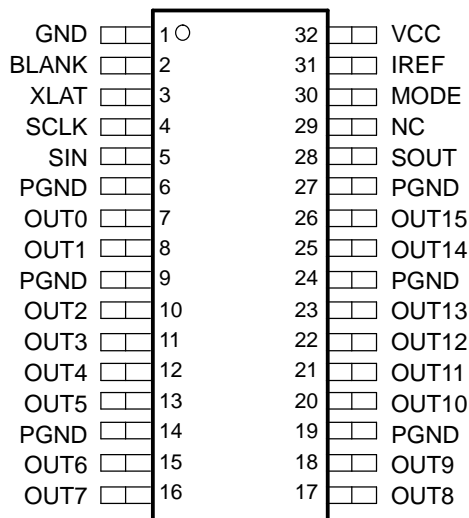 GND 1 32 VCC
BLANK 2 31 IREF
XLAT 3 30 MODE
SCLK 4 29 NC
SIN 5 28 SOUT
PGND 6 27 PGND
OUT0 7 26 OUT15
OUT1 8 25 OUT14
PGND 9 24 PGND
OUT2 10 23 OUT13
OUT3 11 22 OUT12
OUT4 12 21 OUT11
OUT5 13 20 OUT10
PGND 14 19 PGND
OUT6 15 18 OUT9
OUT7 16 17 OUT8